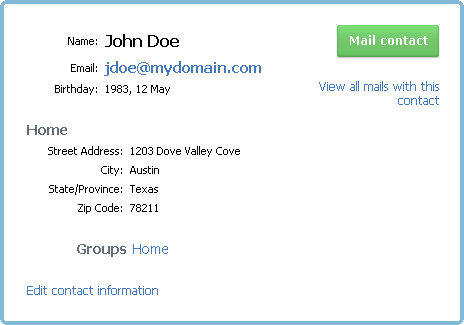 Name: John Doe
Mail contact
Email: jdoe@mydomain.com
Birthday: 1983, 12 May
View all mails with this
contact
Home
Street Address: 1203 Dove Valley Cove
City: Austin
State/Province: Texas
Zip Code: 78211
Groups Home
Edit contact information